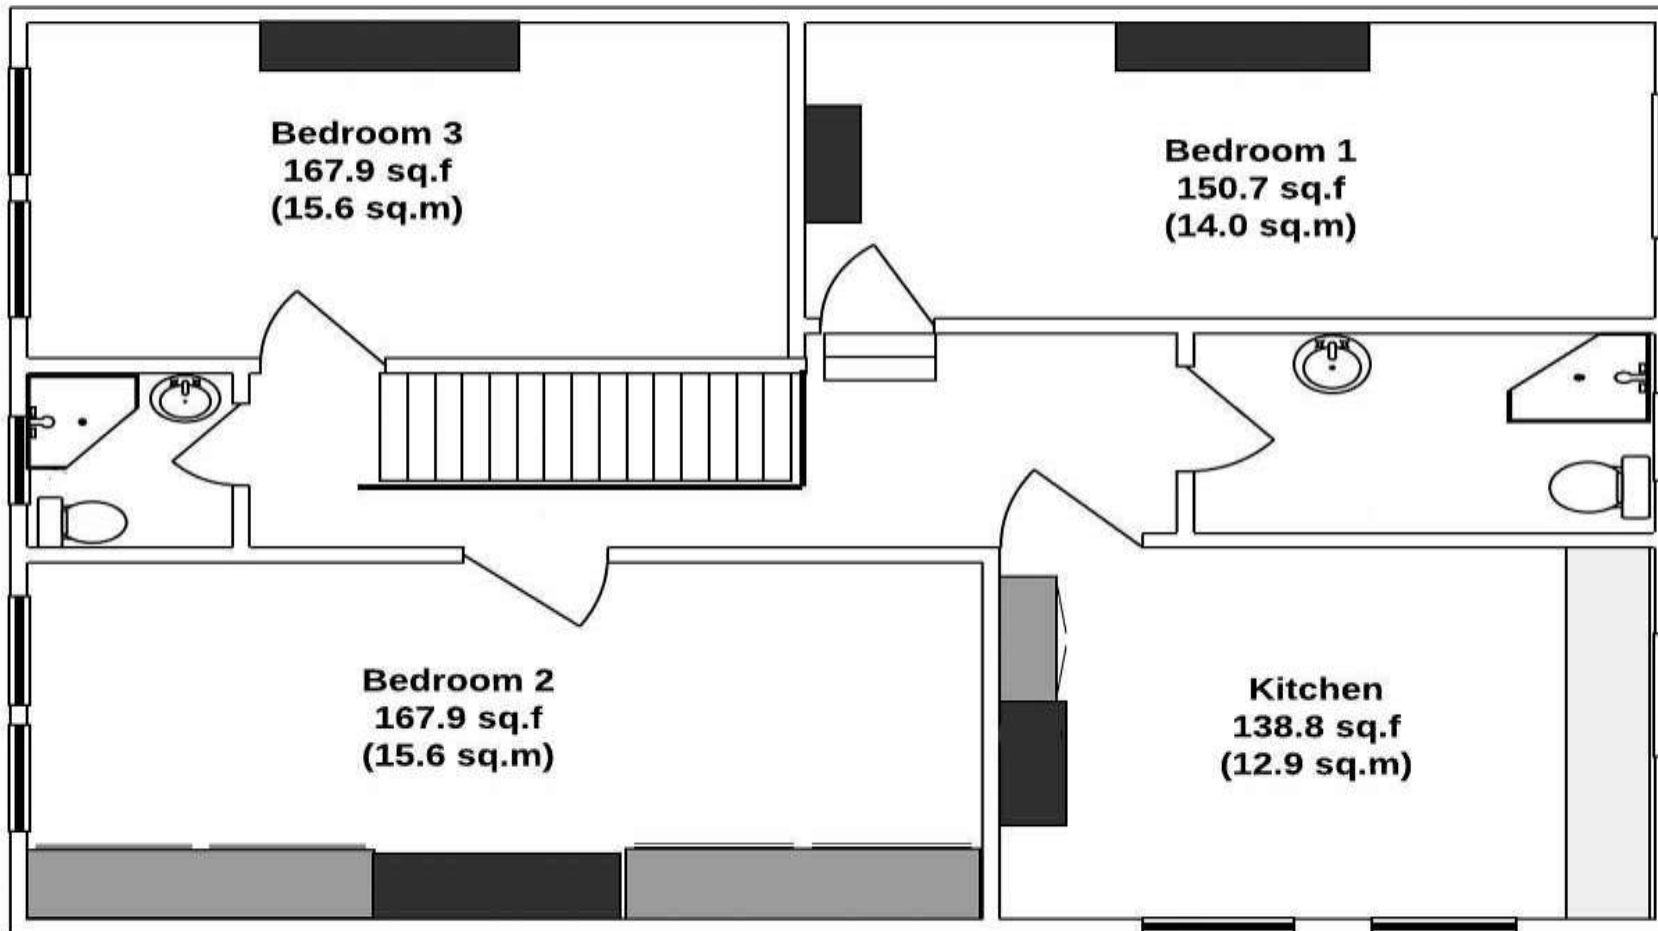 Bedroom 3
167.9 sq.f
(15.6 sq.m)
Bedroom 1
150.7 sq.f
(14.0 sq.m)
Bedroom 2
167.9 sq.f
(15.6 sq.m)
Kitchen
138.8 sq.f
(12.9 sq.m)